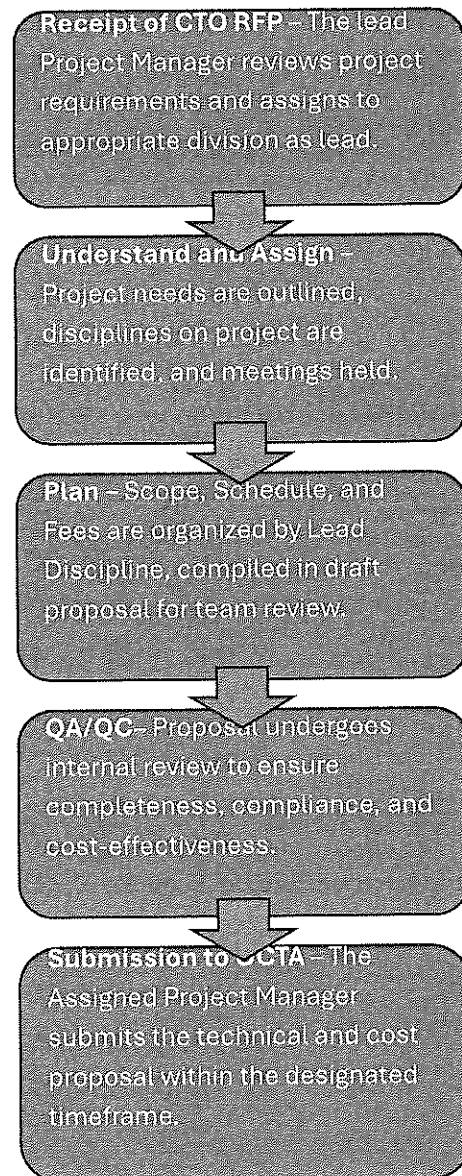 Receipt of CTO RFP – The lead
Project Manager reviews project
requirements and assigns to
appropriate division as lead.
Understand and Assign –
Project needs are outlined,
disciplines on project are
identified, and meetings held.
Plan – Scope, Schedule, and
Fees are organized by Lead
Discipline, compiled in draft
proposal for team review.
QA/QC– Proposal undergoes
internal review to ensure
completeness, compliance, and
cost-effectiveness.
Submission to OCTA – The
Assigned Project Manager
submits the technical and cost
proposal within the designated
timeframe.